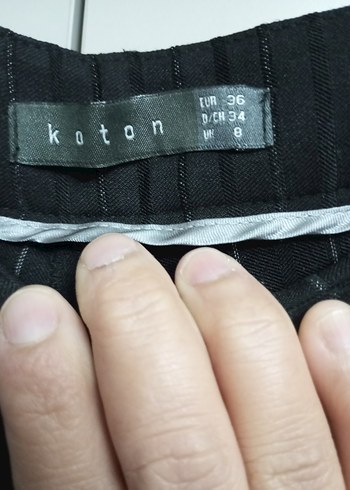 koton
EUR 36
D/CH 34
UK 8